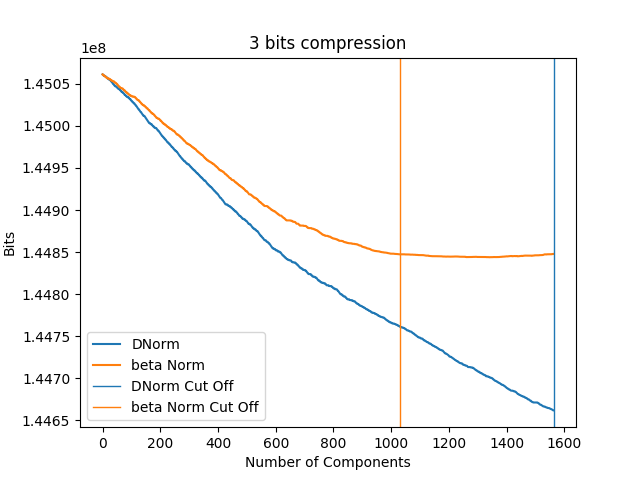 3 bits compression
1e8
1.4505
1.4500
1.4495
1.4490
1.4485
1.4480
1.4475
1.4470
1.4465
Bits
DNorm
beta Norm
DNorm Cut Off
beta Norm Cut Off
0 200 400 600 800 1000 1200 1400 1600
Number of Components